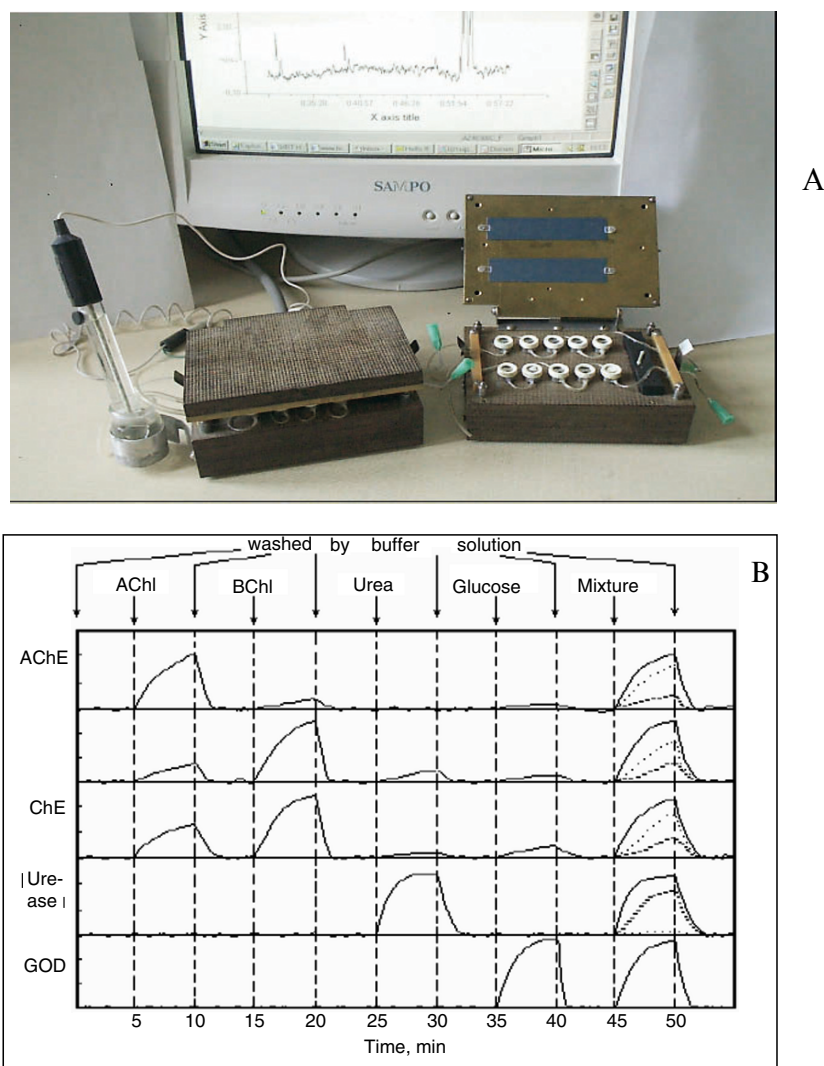 A
Y Axis
X axis title
SAMPO
washed by buffer solution
B
AChl BChl Urea Glucose Mixture
AChE
ChE
|Ure-
ase |
GOD
5 10 15 20 25 30 35 40 45 50
Time, min